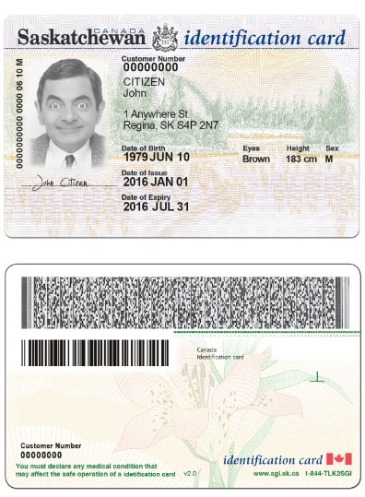 CANADA
Saskatchewan identification card
Customer Number
00000000
CITIZEN
John
1 Anywhere St
Regina, SK S4P 2N7
Date of Birth Eyes Height Sex
1979 JUN 10 Brown 183 cm M
Date of Issue
2016 JAN 01
Date of Expiry
2016 JUL 31
0000000000 0000 06 10 M
John Citizen
Canada
Identification card
Customer Number
00000000
identification card
You must declare any medical condition that
may affect the safe operation of a identification card v2.0 www.sgi.sk.ca 1-844-TLK2SGI